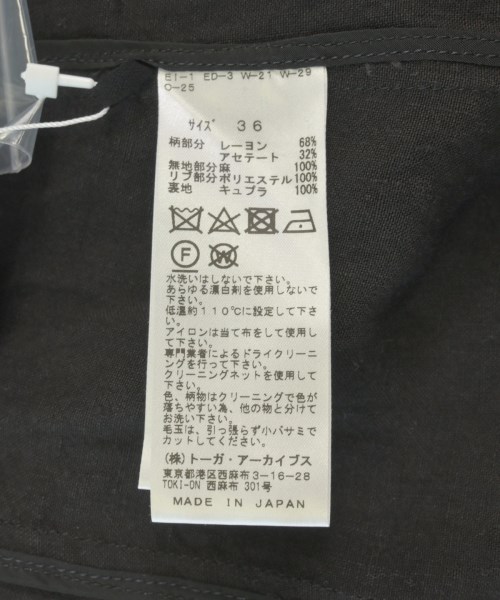 EI-1 ED-3 W-21 W-29
O-25
ｻｲｽﾞ 36
柄部分 レーヨン 68%
アセテート 32%
無地部分麻 100%
リブ部分ポリエステル100%
裏地 キュプラ 100%
F W
水洗いはしないで下さい。
あらゆる漂白剤を使用しないで
下さい。
低温約110℃に設定して下さ
い。
アイロンは当て布をして使用し
て下さい。
専門業者によるドライクリーニ
ングを行って下さい。
クリーニングネットを使用して
下さい。
色、柄物はクリーニングで色が
落ちやすい為、他の物と分けて
お洗い下さい。
毛玉は、引っ張らず小バサミで
カットしてください。
(株)トーガ・アーカイブス
東京都港区西麻布3-16-28
TOKI-ON 西麻布 301号
MADE IN JAPAN